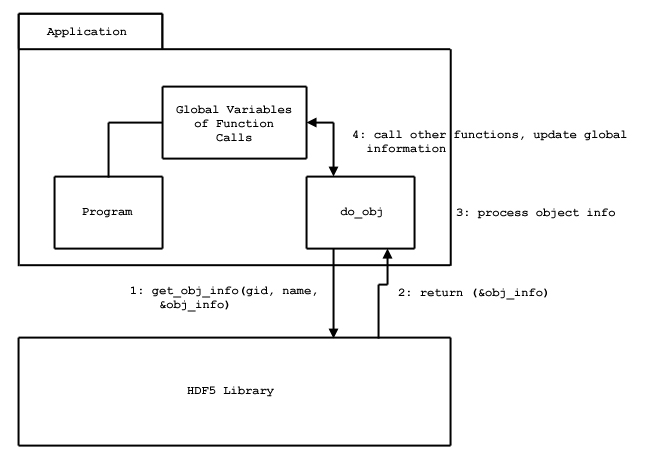 Application
Global Variables
of Function
Calls
4: call other functions, update global
information
Program
do_obj
3: process object info
1: get_obj_info(gid, name,
&obj_info)
2: return (&obj_info)
HDF5 Library